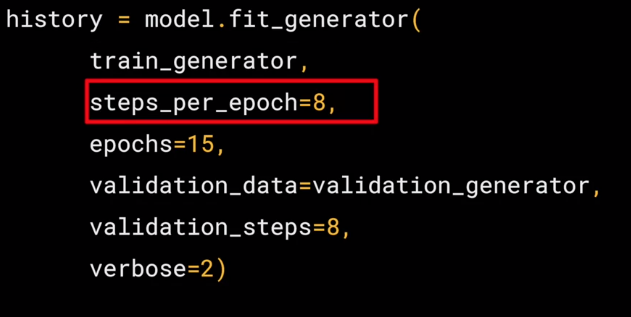 history = model.fit_generator(
train_generator,
steps_per_epoch=8,
epochs=15,
validation_data=validation_generator,
validation_steps=8,
verbose=2)